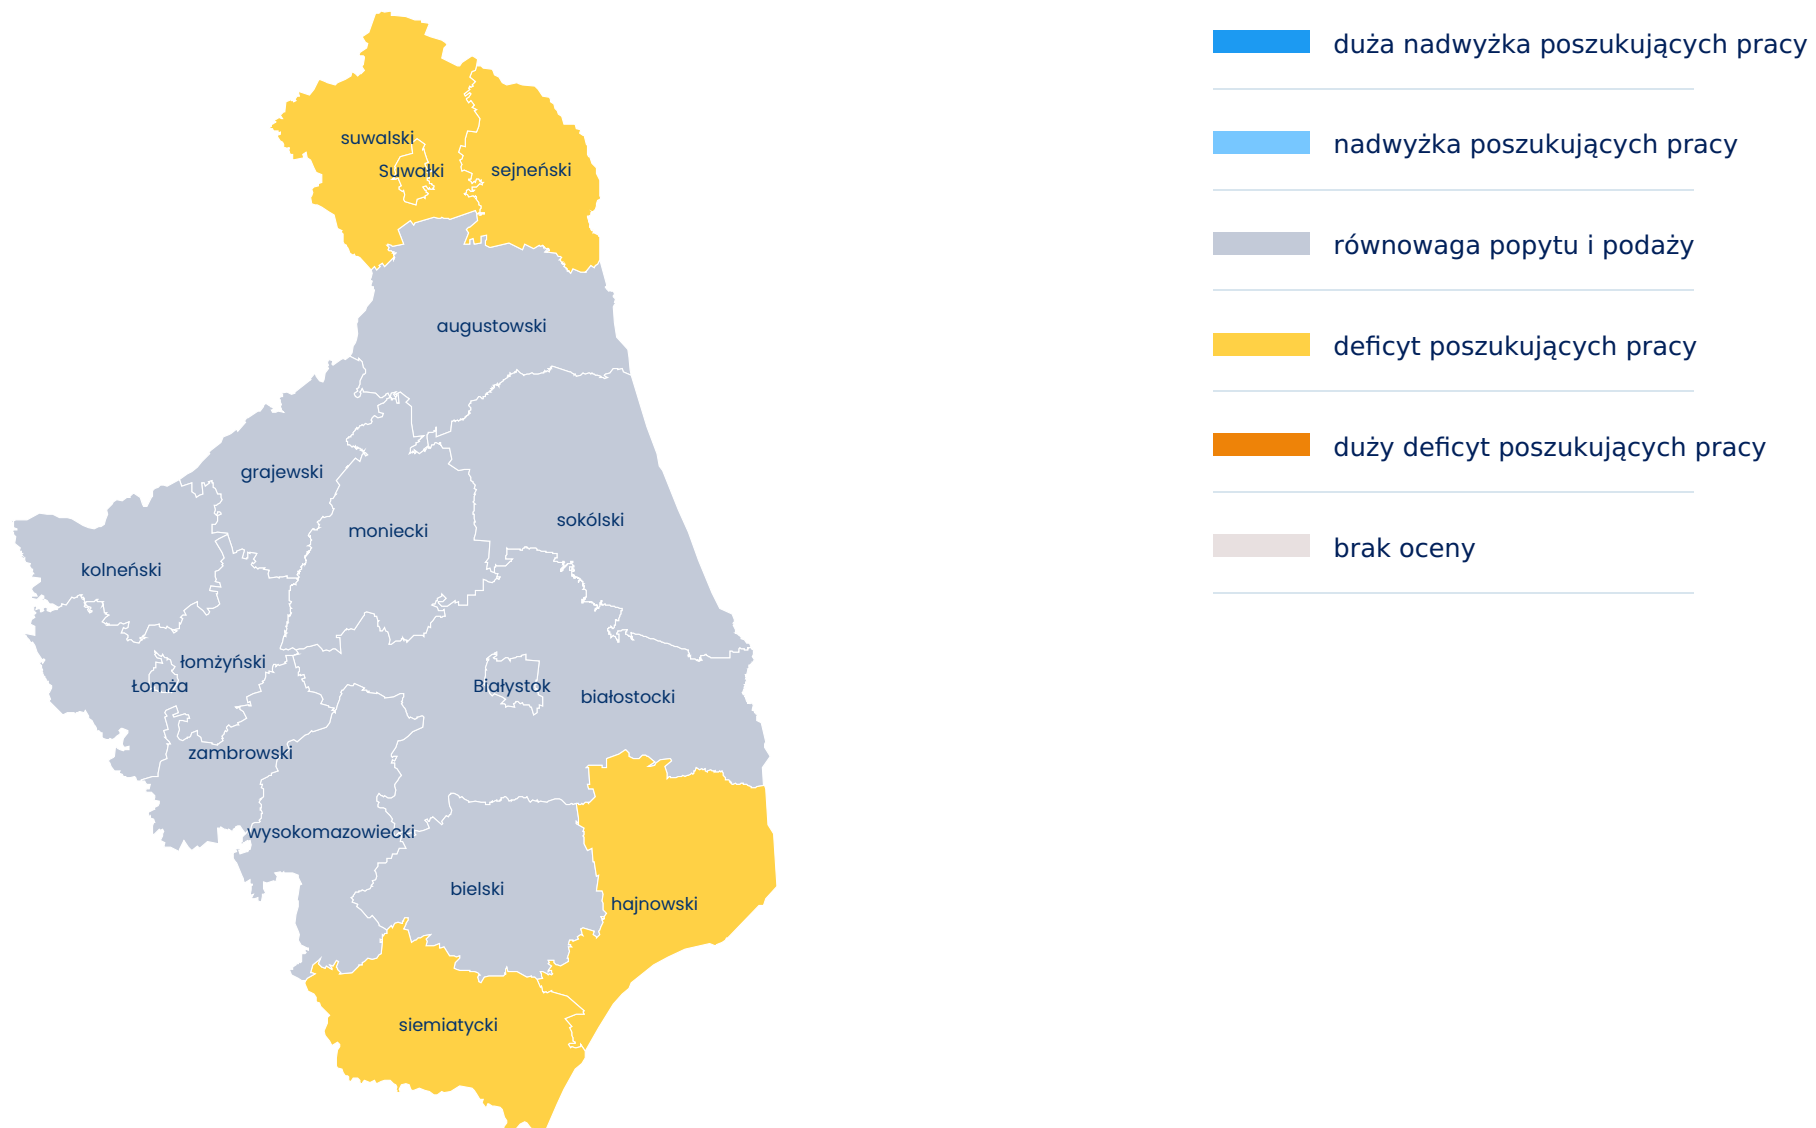 suwalski
Suwałki
sejneński
augustowski
grajewski
moniecki
sokólski
kolneński
łomżyński
Łomża
Białystok
białostocki
zambrowski
wysokomazowiecki
bielski
hajnowski
siemiatycki
duża nadwyżka poszukujących pracy
nadwyżka poszukujących pracy
równowaga popytu i podaży
deficyt poszukujących pracy
duży deficyt poszukujących pracy
brak oceny